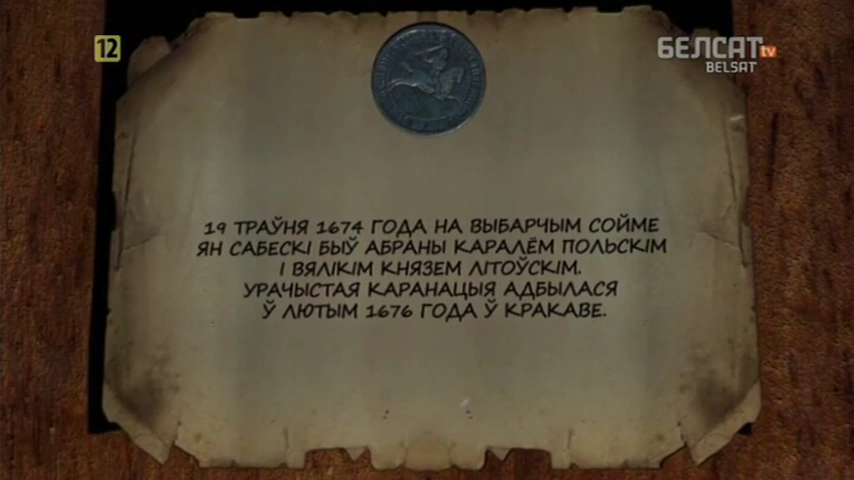 12
БЕЛСАТ tv
BELSAT
19 ТРАЎНЯ 1674 ГОДА НА ВЫБАРЧЫМ СОЙМЕ
ЯН САБЕСКІ БЫЎ АБРАНЫ КАРАЛЁМ ПОЛЬСКІМ
І ВЯЛІКІМ КНЯЗЕМ ЛІТОЎСКІМ.
УРАЧЫСТАЯ КАРАНАЦЫЯ АДБЫЛАСЯ
Ў ЛЮТЫМ 1676 ГОДА Ў КРАКАВЕ.